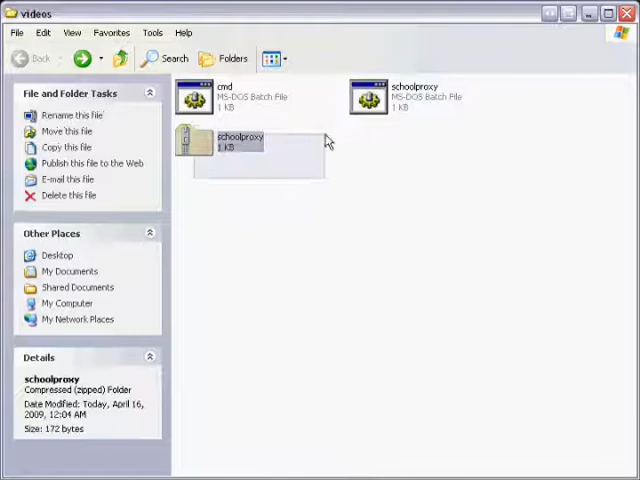 videos
File Edit View Favorites Tools Help
Back Search Folders
File and Folder Tasks
Rename this file
Move this file
Copy this file
Publish this file to the Web
E-mail this file
Delete this file
Other Places
Desktop
My Documents
Shared Documents
My Computer
My Network Places
Details
schoolproxy
Compressed (zipped) Folder
Date Modified: Today, April 16,
2009, 12:04 AM
Size: 172 bytes
cmd
MS-DOS Batch File
1 KB
schoolproxy
MS-DOS Batch File
1 KB
schoolproxy
1 KB